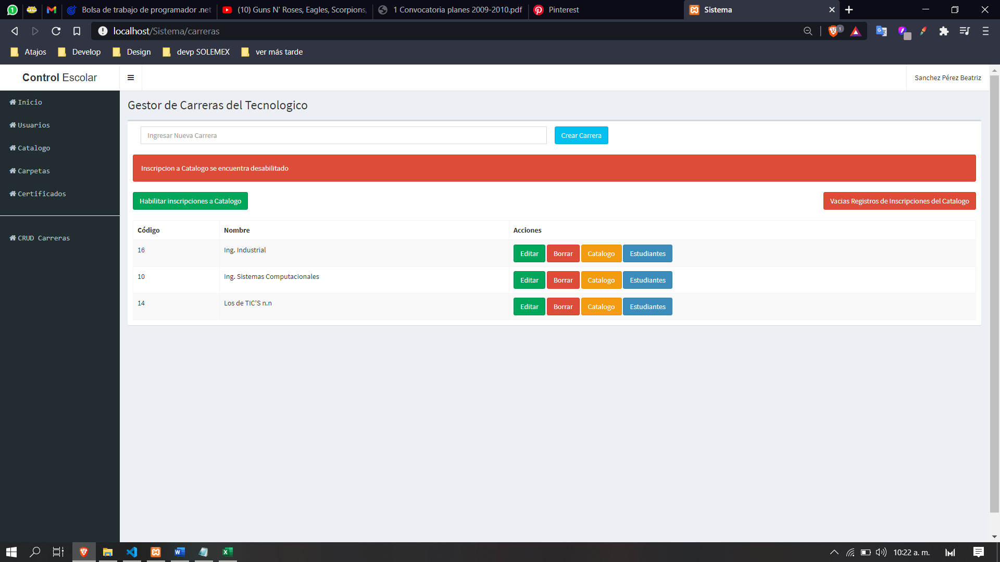 1
Bolsa de trabajo de programador .net
(10) Guns N' Roses, Eagles, Scorpions,
1 Convocatoria planes 2009-2010.pdf
Pinterest
Sistema
localhost/Sistema/carreras
1
Atajos
Develop
Design
devp SOLEMEX
ver más tarde
Control Escolar
Sanchez Pérez Beatriz
Inicio
Usuarios
Catalogo
Carpetas
Certificados
CRUD Carreras
Gestor de Carreras del Tecnologico
Ingresar Nueva Carrera
Crear Carrera
Inscripcion a Catalogo se encuentra desabilitado
Habilitar inscripciones a Catalogo
Vacias Registros de Inscripciones del Catalogo
Código Nombre Acciones
16 Ing. Industrial Editar Borrar Catalogo Estudiantes
10 Ing. Sistemas Computacionales Editar Borrar Catalogo Estudiantes
14 Los de TIC'S n.n Editar Borrar Catalogo Estudiantes
10:22 a. m.